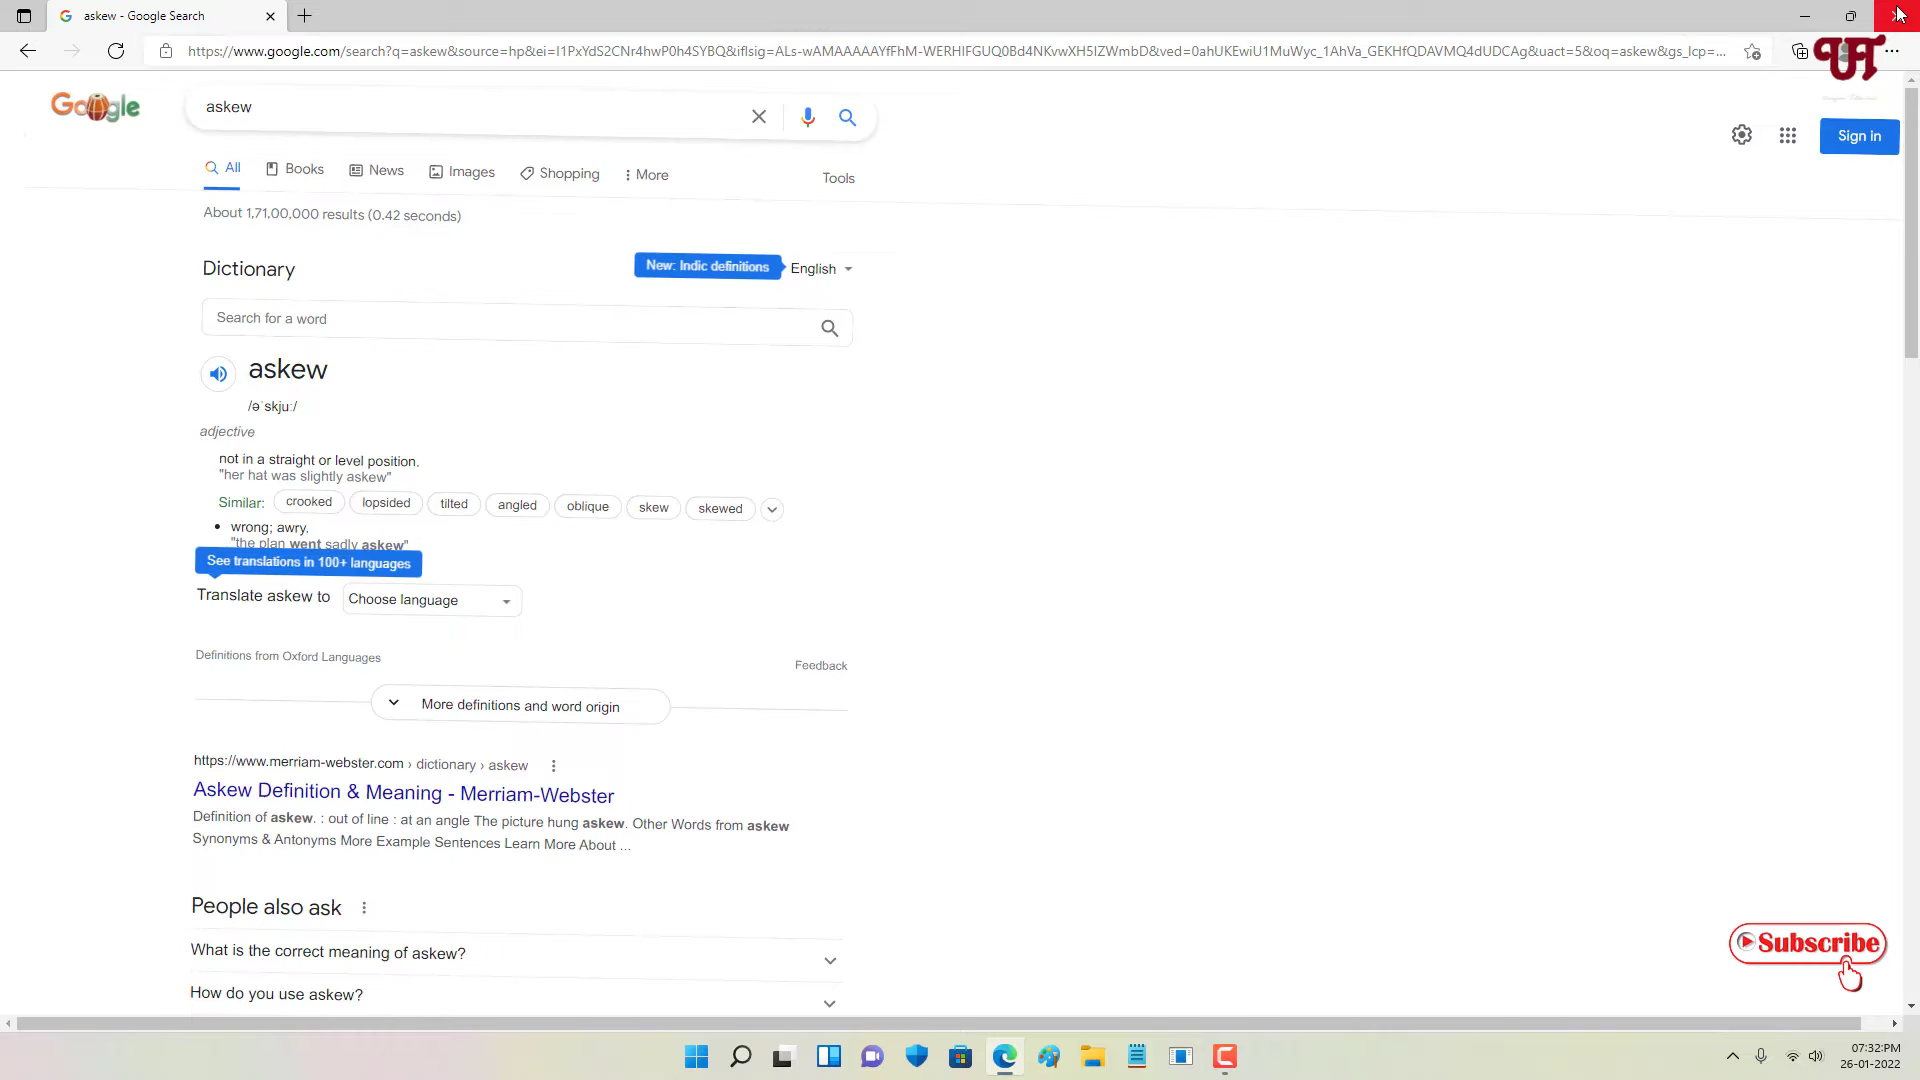 askew - Google Search
https://www.google.com/search?q=askew&source=hp&ei=I1PxYdS2CNr4hwP0h4SYBQ&iflsig=ALs-wAMAAAAAYfFhM-WERHIFGUQ0Bd4NKvwXH5IZWmbD&ved=0ahUKEwiU1MuWyc_1AhVa_GEKHfQDAVMQ4dUDCAg&uact=5&oq=askew&gs_lcp=...
Google
askew
Sign in
All Books News Images Shopping More Tools
About 1,71,00,000 results (0.42 seconds)
Dictionary
New: Indic definitions English
Search for a word
askew
/əˈskjuː/
adjective
not in a straight or level position.
"her hat was slightly askew"
Similar: crooked lopsided tilted angled oblique skew skewed
• wrong; awry.
"the plan went sadly askew"
See translations in 100+ languages
Translate askew to Choose language
Definitions from Oxford Languages
Feedback
More definitions and word origin
https://www.merriam-webster.com › dictionary › askew
Askew Definition & Meaning - Merriam-Webster
Definition of askew. : out of line : at an angle The picture hung askew. Other Words from askew
Synonyms & Antonyms More Example Sentences Learn More About ...
People also ask
What is the correct meaning of askew?
How do you use askew?
Subscribe
07:32:PM
26-01-2022